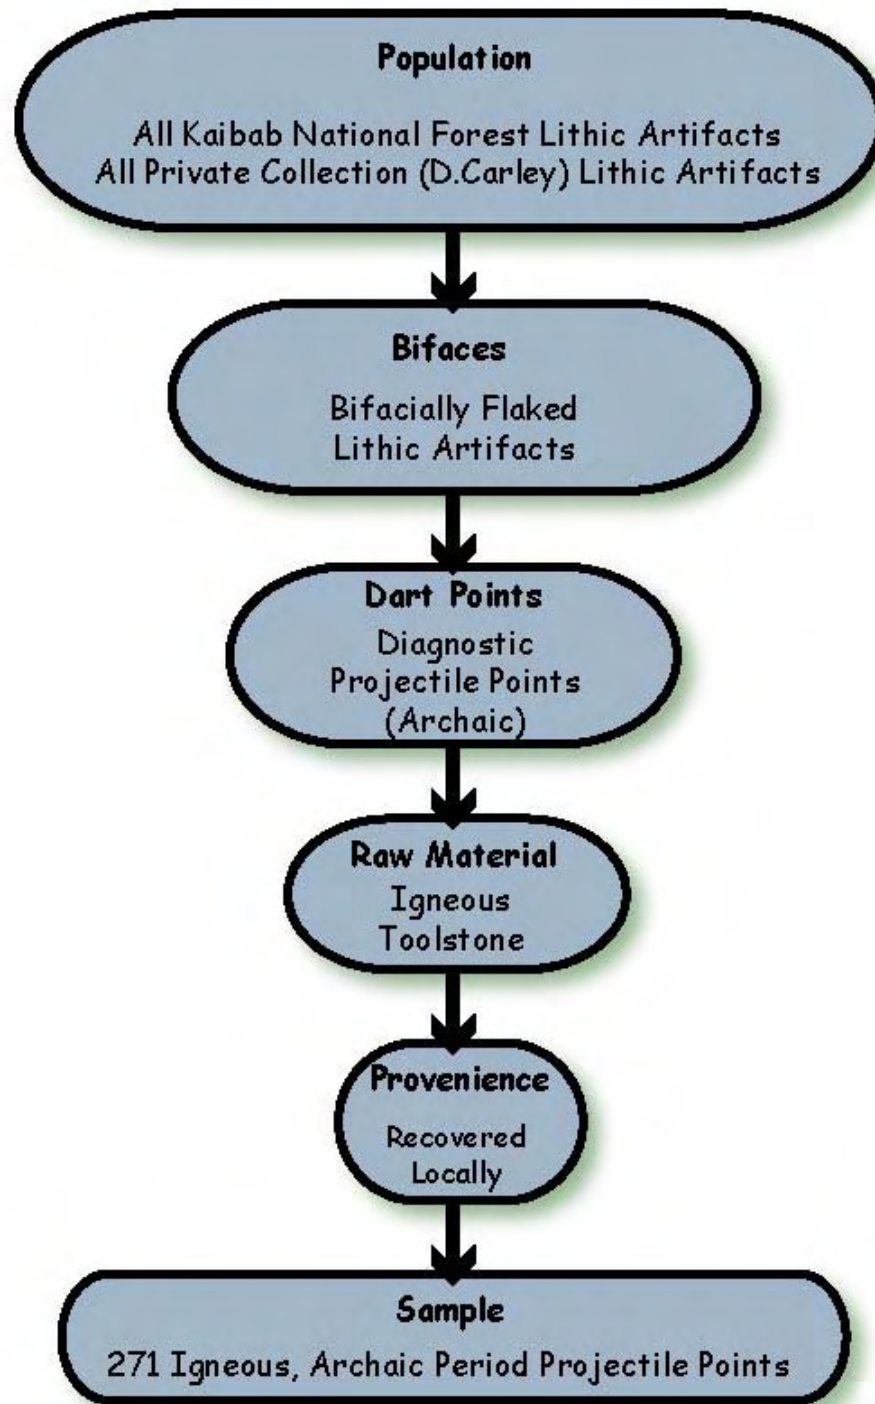 Population
All Kaibab National Forest Lithic Artifacts
All Private Collection (D.Carley) Lithic Artifacts
Bifaces
Bifacially Flaked
Lithic Artifacts
Dart Points
Diagnostic
Projectile Points
(Archaic)
Raw Material
Igneous
Toolstone
Provenience
Recovered
Locally
Sample
271 Igneous, Archaic Period Projectile Points